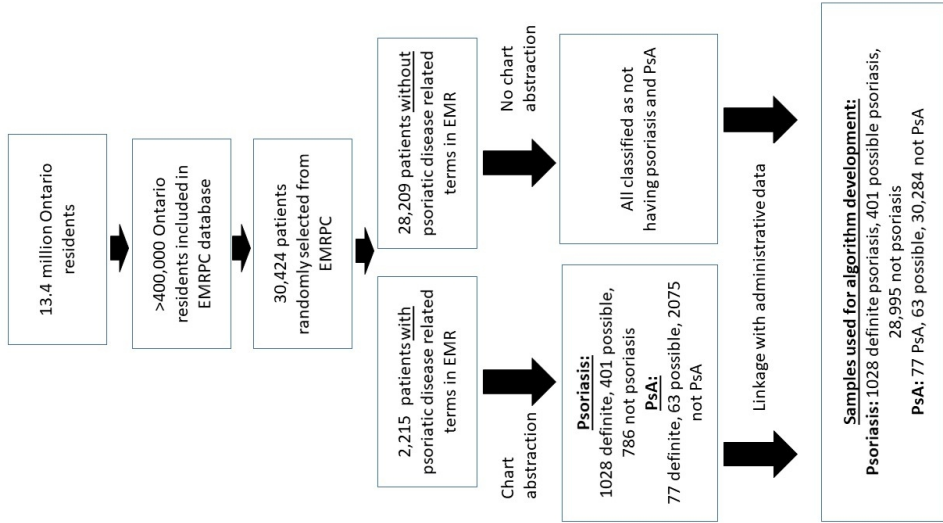 13.4 million Ontario
residents
>400,000 Ontario
residents included in
EMRPC database
30,424 patients
randomly selected from
EMRPC
2,215 patients with
psoriatic disease related
terms in EMR
28,209 patients without
psoriatic disease related
terms in EMR
Chart
abstraction
No chart
abstraction
Psoriasis:
1028 definite, 401 possible,
786 not psoriasis
PsA:
77 definite, 63 possible, 2075
not PsA
All classified as not
having psoriasis and PsA
Linkage with administrative data
Samples used for algorithm development:
Psoriasis: 1028 definite psoriasis, 401 possible psoriasis,
28,995 not psoriasis
PsA: 77 PsA, 63 possible, 30,284 not PsA